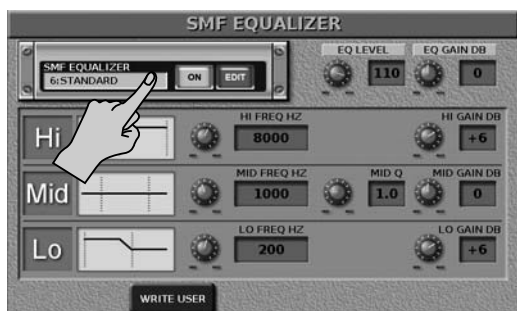 SMF EQUALIZER
SMF EQUALIZER
6:STANDARD
ON
EDIT
EQ LEVEL
110
EQ GAIN DB
0
Hi
HI FREQ HZ
8000
HI GAIN DB
+6
Mid
MID FREQ HZ
1000
MID Q
1.0
MID GAIN DB
0
Lo
LO FREQ HZ
200
LO GAIN DB
+6
WRITE USER